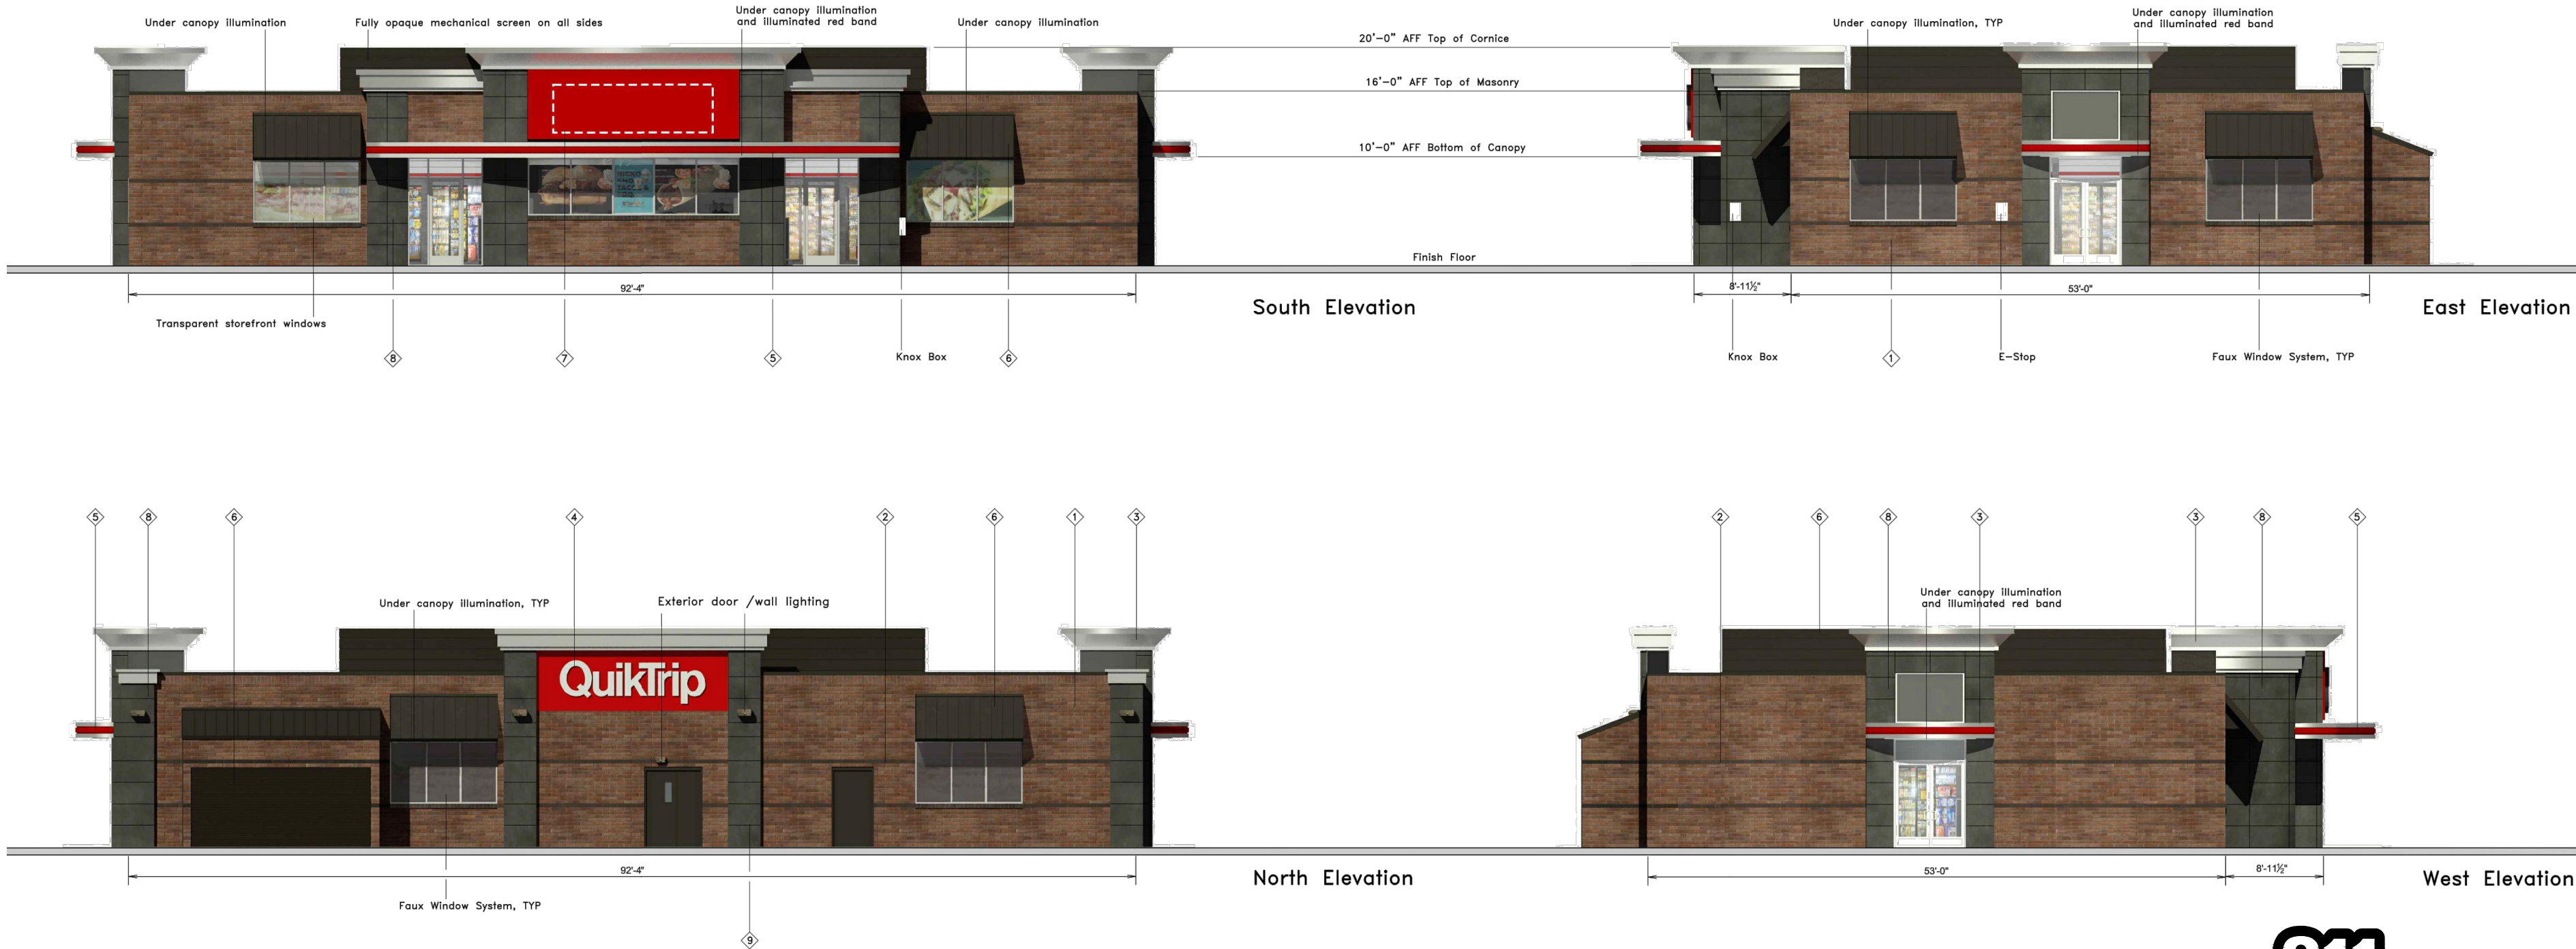 Under canopy illumination
Fully opaque mechanical screen on all sides
Under canopy illumination
and illuminated red band
Under canopy illumination
20'-0" AFF Top of Cornice
16'-0" AFF Top of Masonry
10'-0" AFF Bottom of Canopy
Finish Floor
Under canopy illumination, TYP
Under canopy illumination
and illuminated red band
92'-4"
South Elevation
8'-11½"
53'-0"
East Elevation
Transparent storefront windows
8
7
5
Knox Box
6
Knox Box
1
E-Stop
Faux Window System, TYP
5
8
6
4
2
6
1
3
2
6
8
3
3
8
5
Under canopy illumination, TYP
Exterior door /wall lighting
Under canopy illumination
and illuminated red band
QuikTrip
92'-4"
North Elevation
53'-0"
8'-11½"
West Elevation
Faux Window System, TYP
9